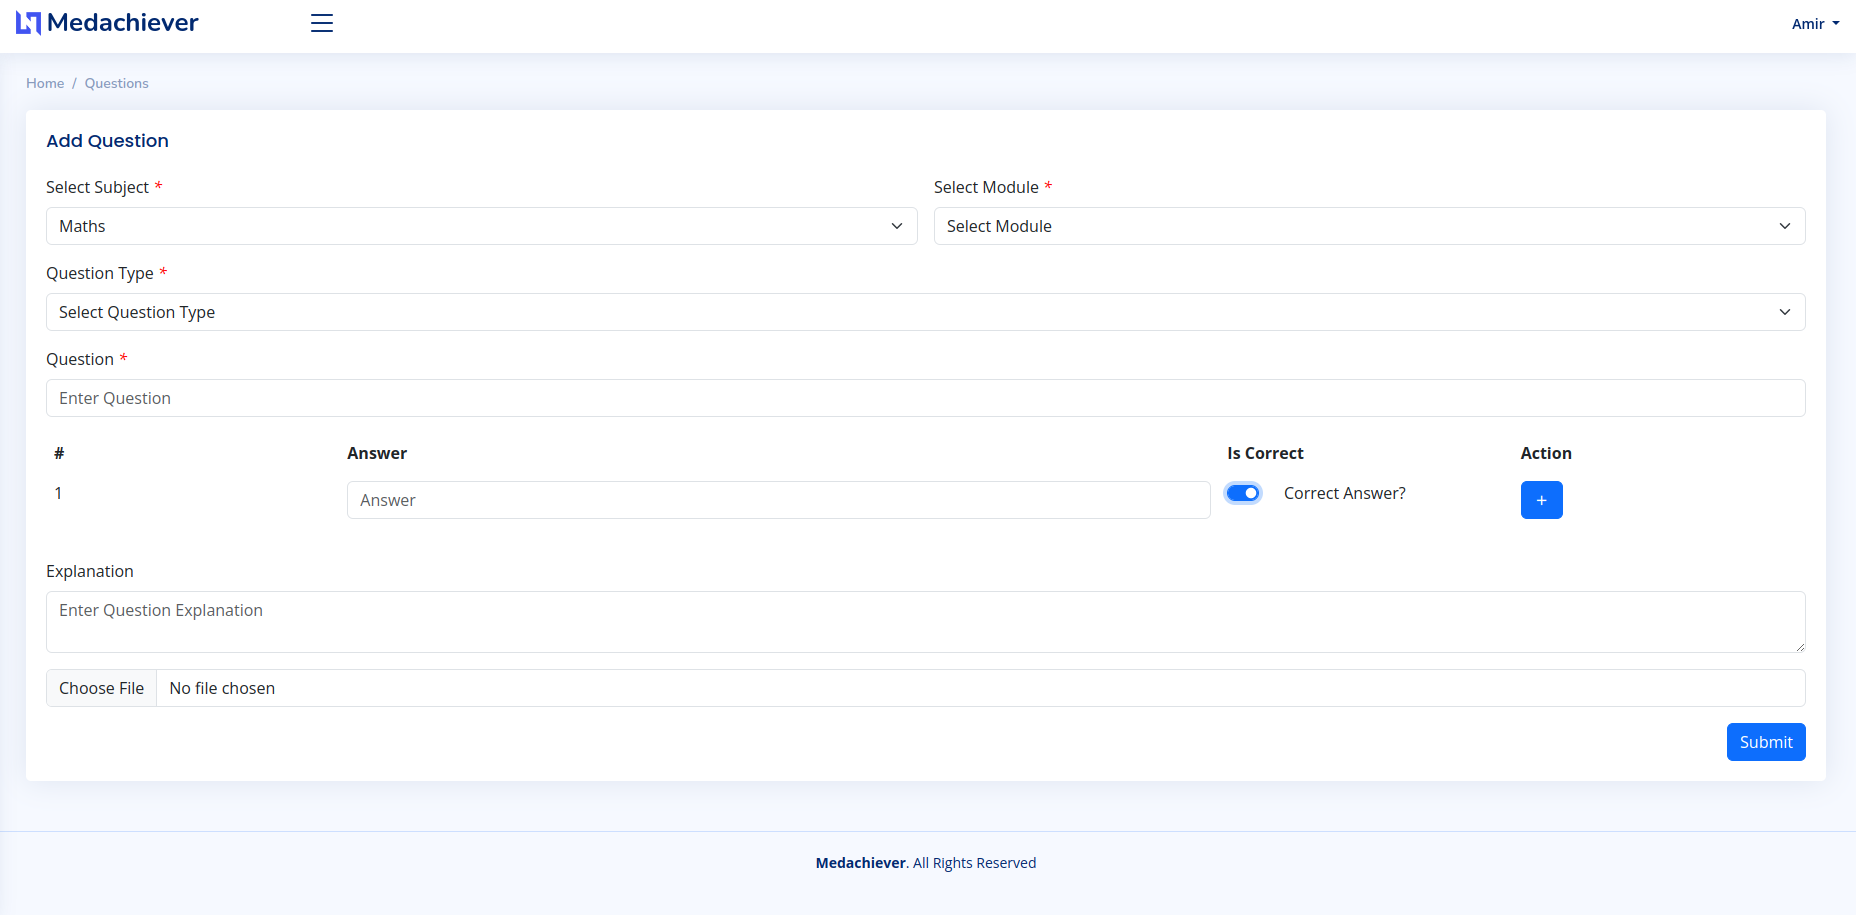 Medachiever
Amir
Home / Questions
Add Question
Select Subject *
Select Module *
Maths
Select Module
Question Type *
Select Question Type
Question *
Enter Question
# Answer Is Correct Action
1 Answer Correct Answer? +
Explanation
Enter Question Explanation
Choose File No file chosen
Submit
Medachiever. All Rights Reserved